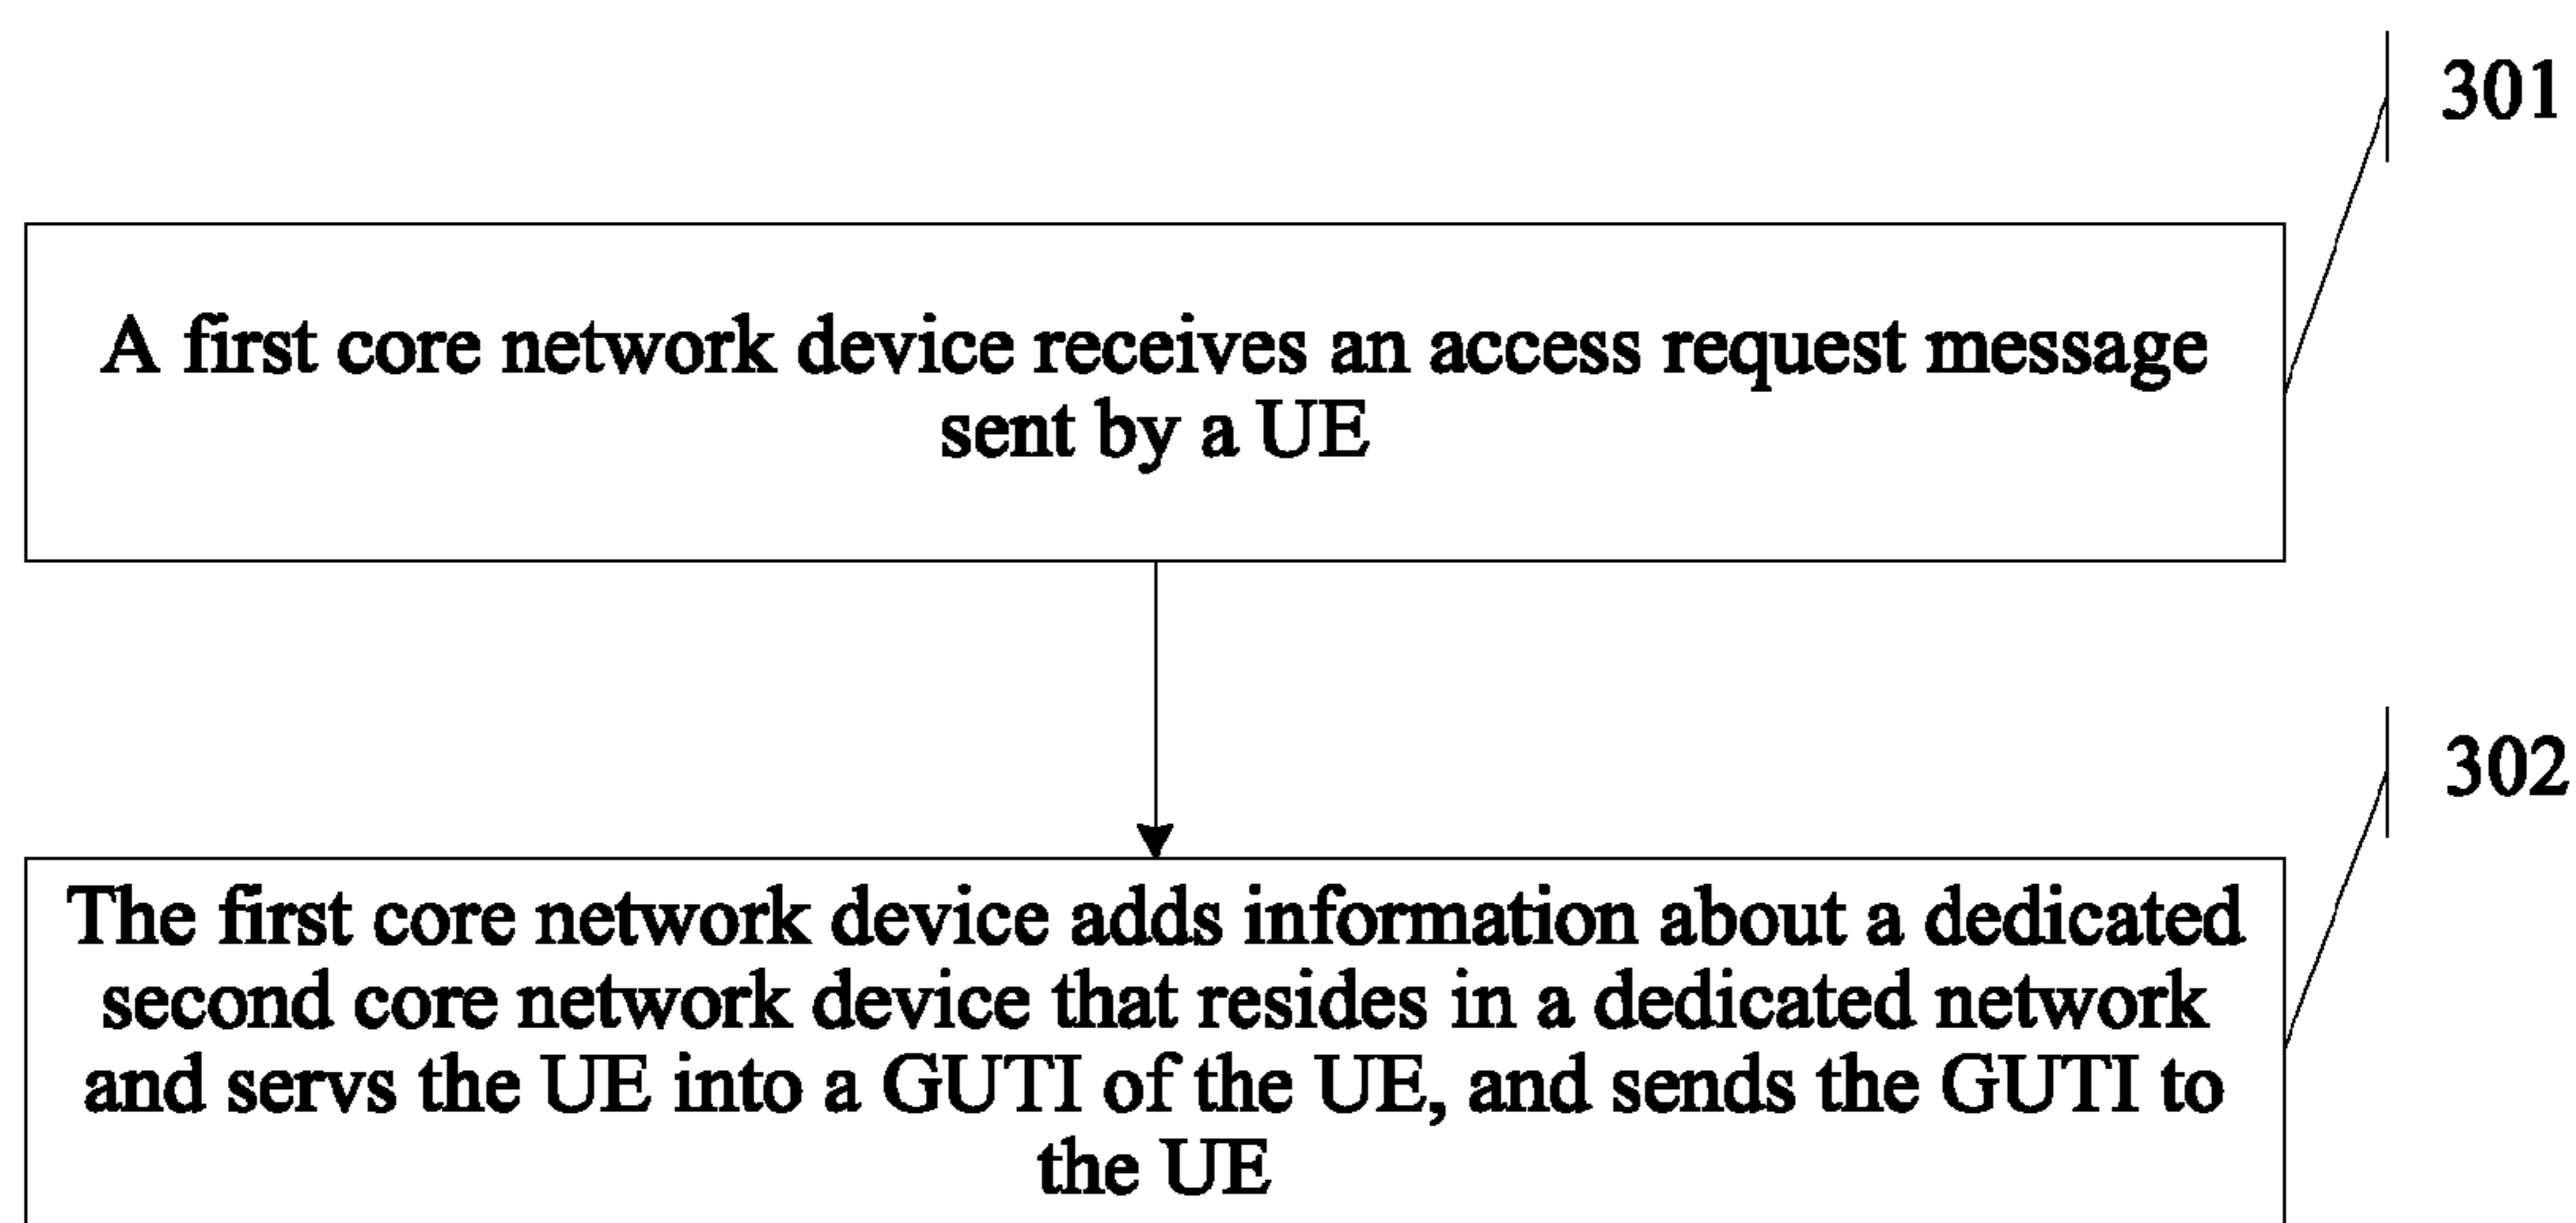 301
A first core network device receives an access request message
sent by a UE
302
The first core network device adds information about a dedicated
second core network device that resides in a dedicated network
and servs the UE into a GUTI of the UE, and sends the GUTI to
the UE